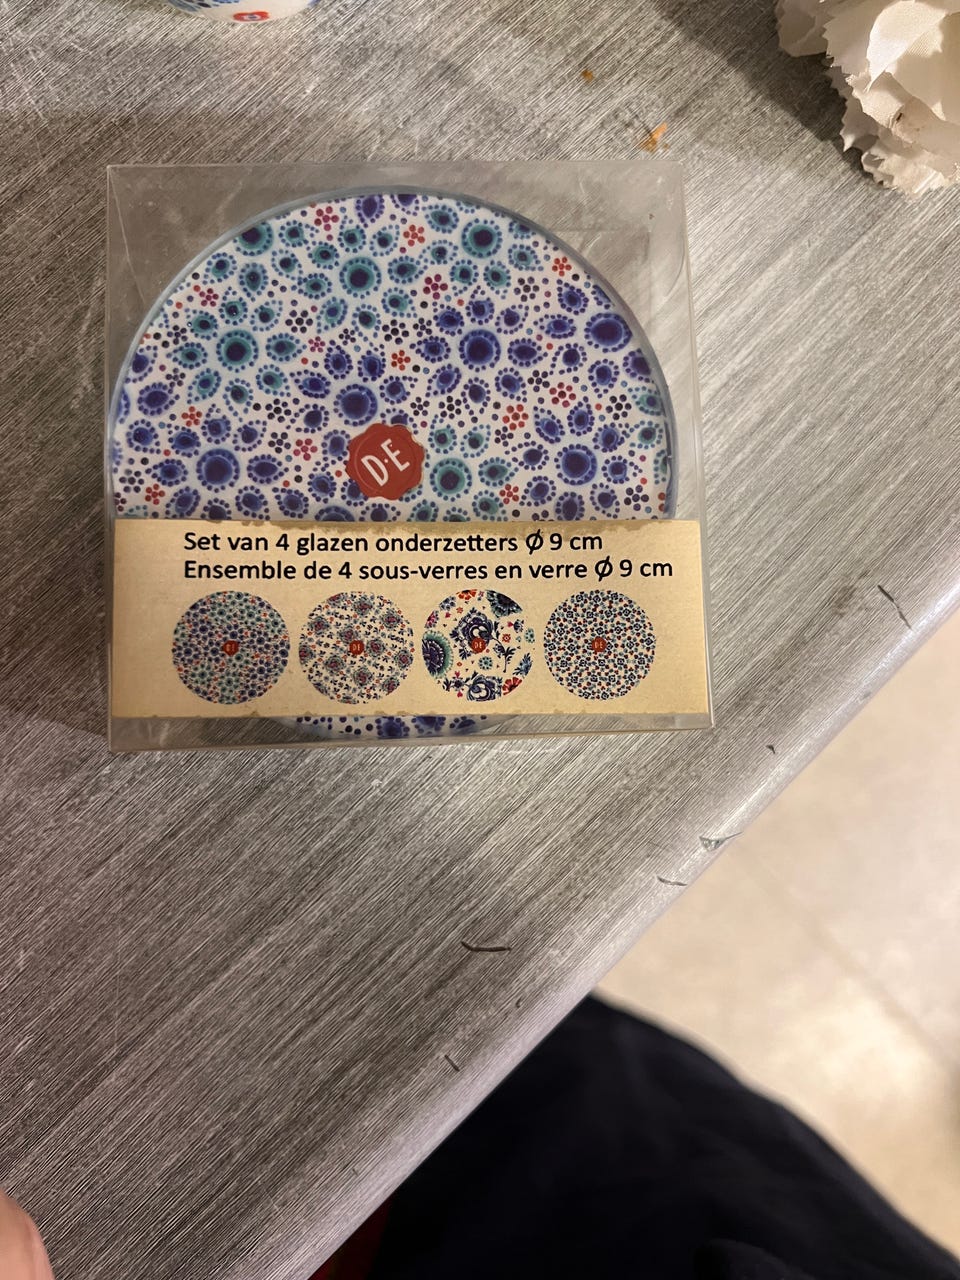 D·E
Set van 4 glazen onderzetters Ø 9 cm
Ensemble de 4 sous-verres en verre Ø 9 cm
D·E D·E D·E D·E